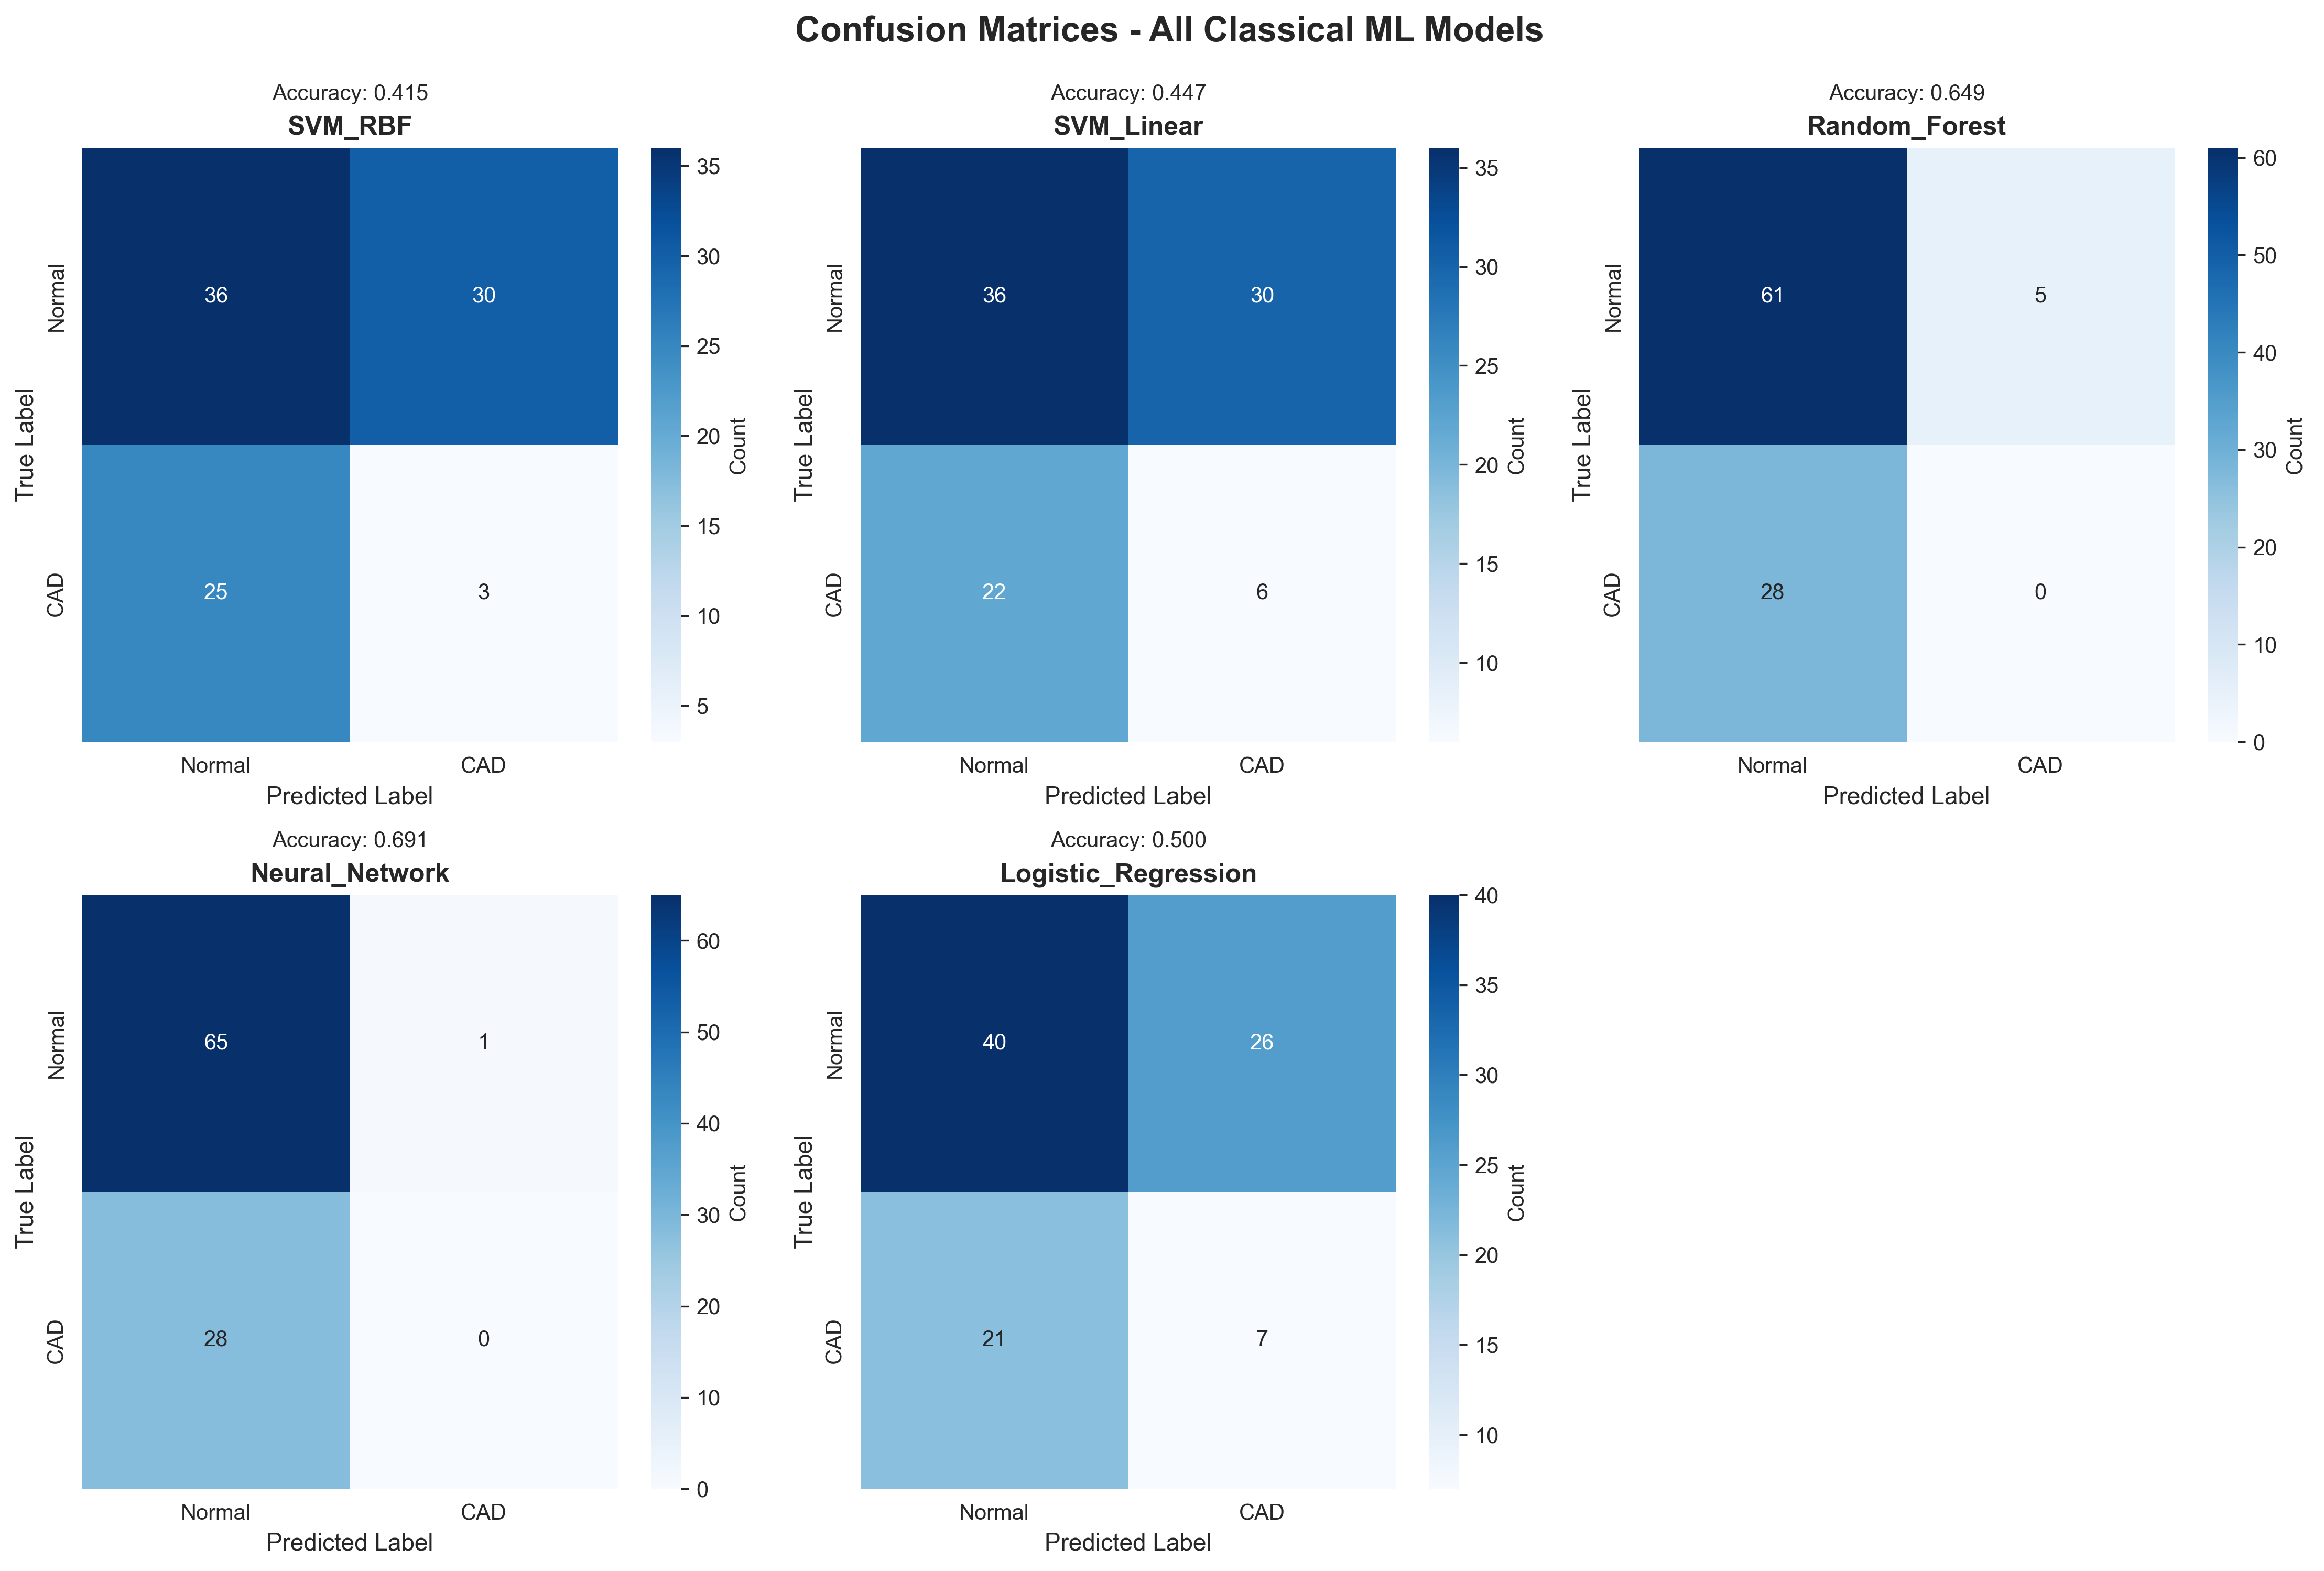 Confusion Matrices - All Classical ML Models
Accuracy: 0.415
SVM_RBF
36
30
25
3
Normal
CAD
True Label
Normal
CAD
Predicted Label
35
30
25
20
15
10
5
Count
Accuracy: 0.447
SVM_Linear
36
30
22
6
Normal
CAD
True Label
Normal
CAD
Predicted Label
35
30
25
20
15
10
Count
Accuracy: 0.649
Random_Forest
61
5
28
0
Normal
CAD
True Label
Normal
CAD
Predicted Label
60
50
40
30
20
10
0
Count
Accuracy: 0.691
Neural_Network
65
1
28
0
Normal
CAD
True Label
Normal
CAD
Predicted Label
60
50
40
30
20
10
0
Count
Accuracy: 0.500
Logistic_Regression
40
26
21
7
Normal
CAD
True Label
Normal
CAD
Predicted Label
40
35
30
25
20
15
10
Count